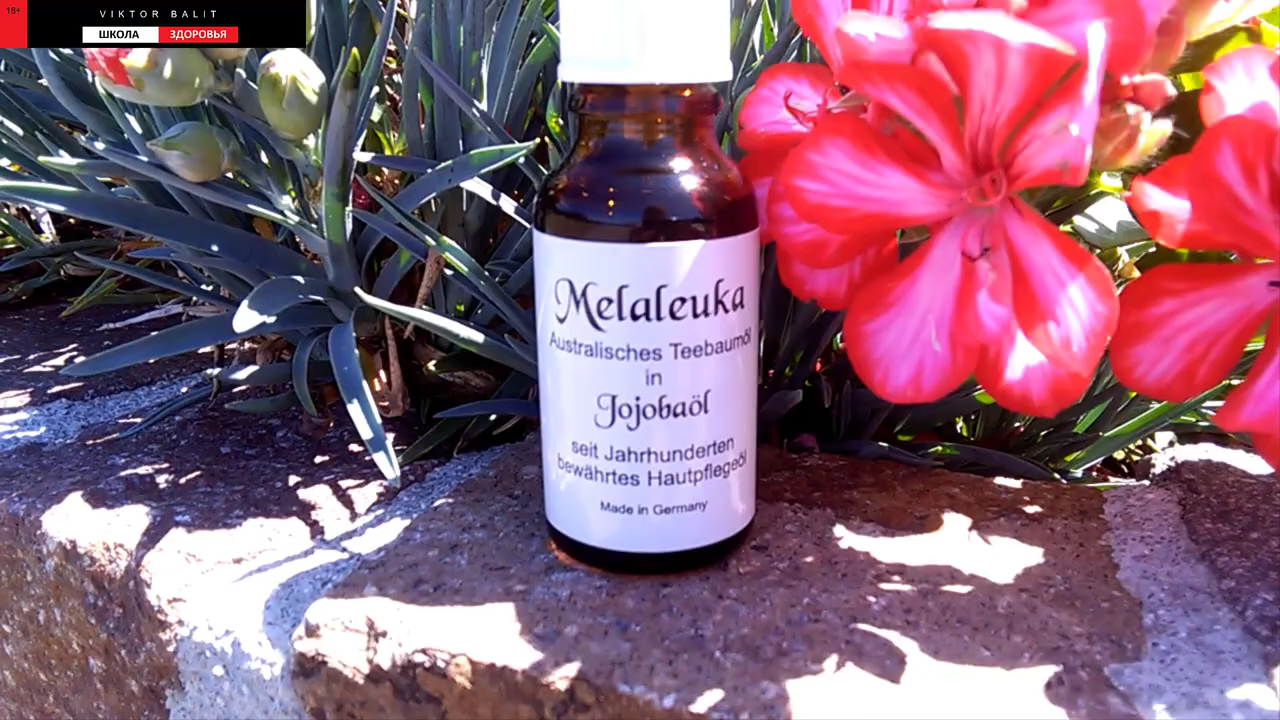 18+
VIKTOR BALIT
ШКОЛА ЗДОРОВЬЯ
Melaleuka
Australisches Teebaumöl
in
Jojobaöl
seit Jahrhunderten
bewährtes Hautpflegeöl
Made in Germany